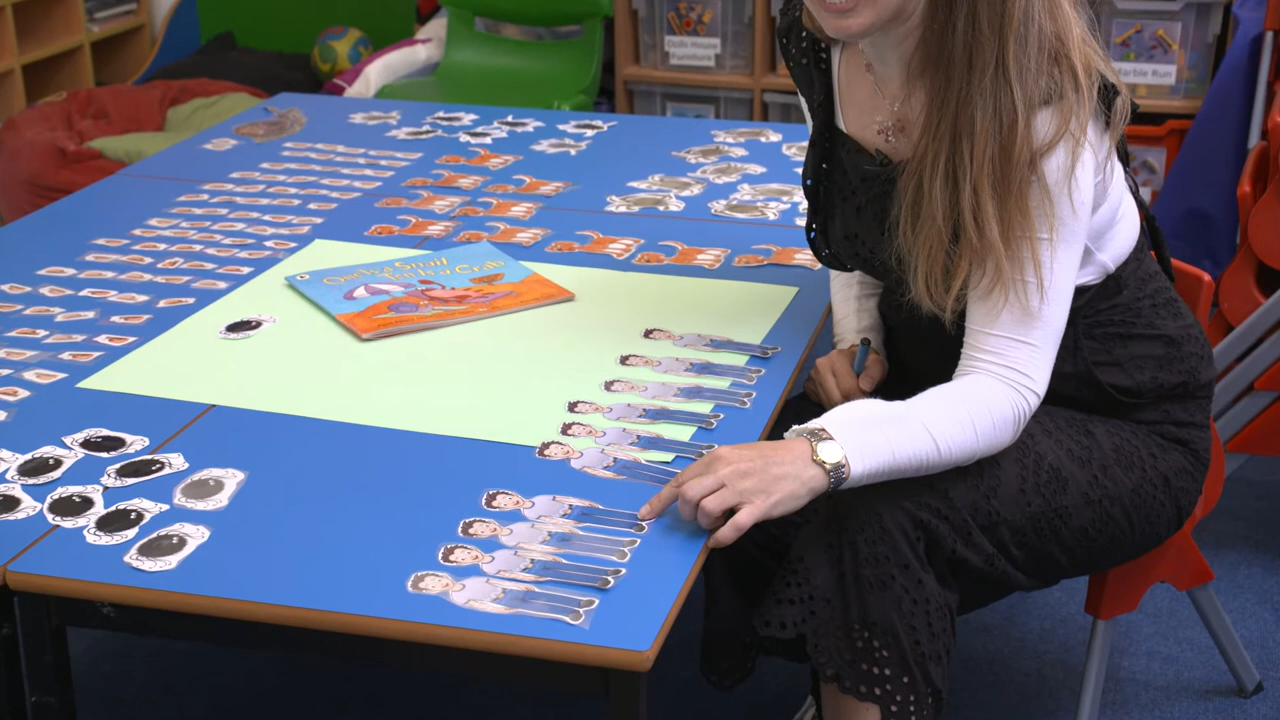 Dolls House
Furniture
Marble Run
One Is a Snail
Ten Is a Crab